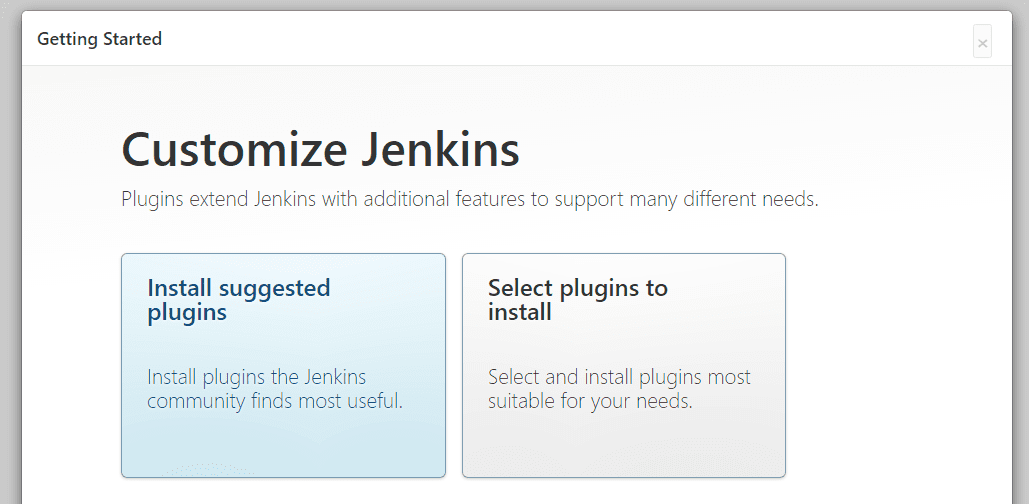 Getting Started
×
Customize Jenkins
Plugins extend Jenkins with additional features to support many different needs.
Install suggested
plugins
Install plugins the Jenkins
community finds most useful.
Select plugins to
install
Select and install plugins most
suitable for your needs.